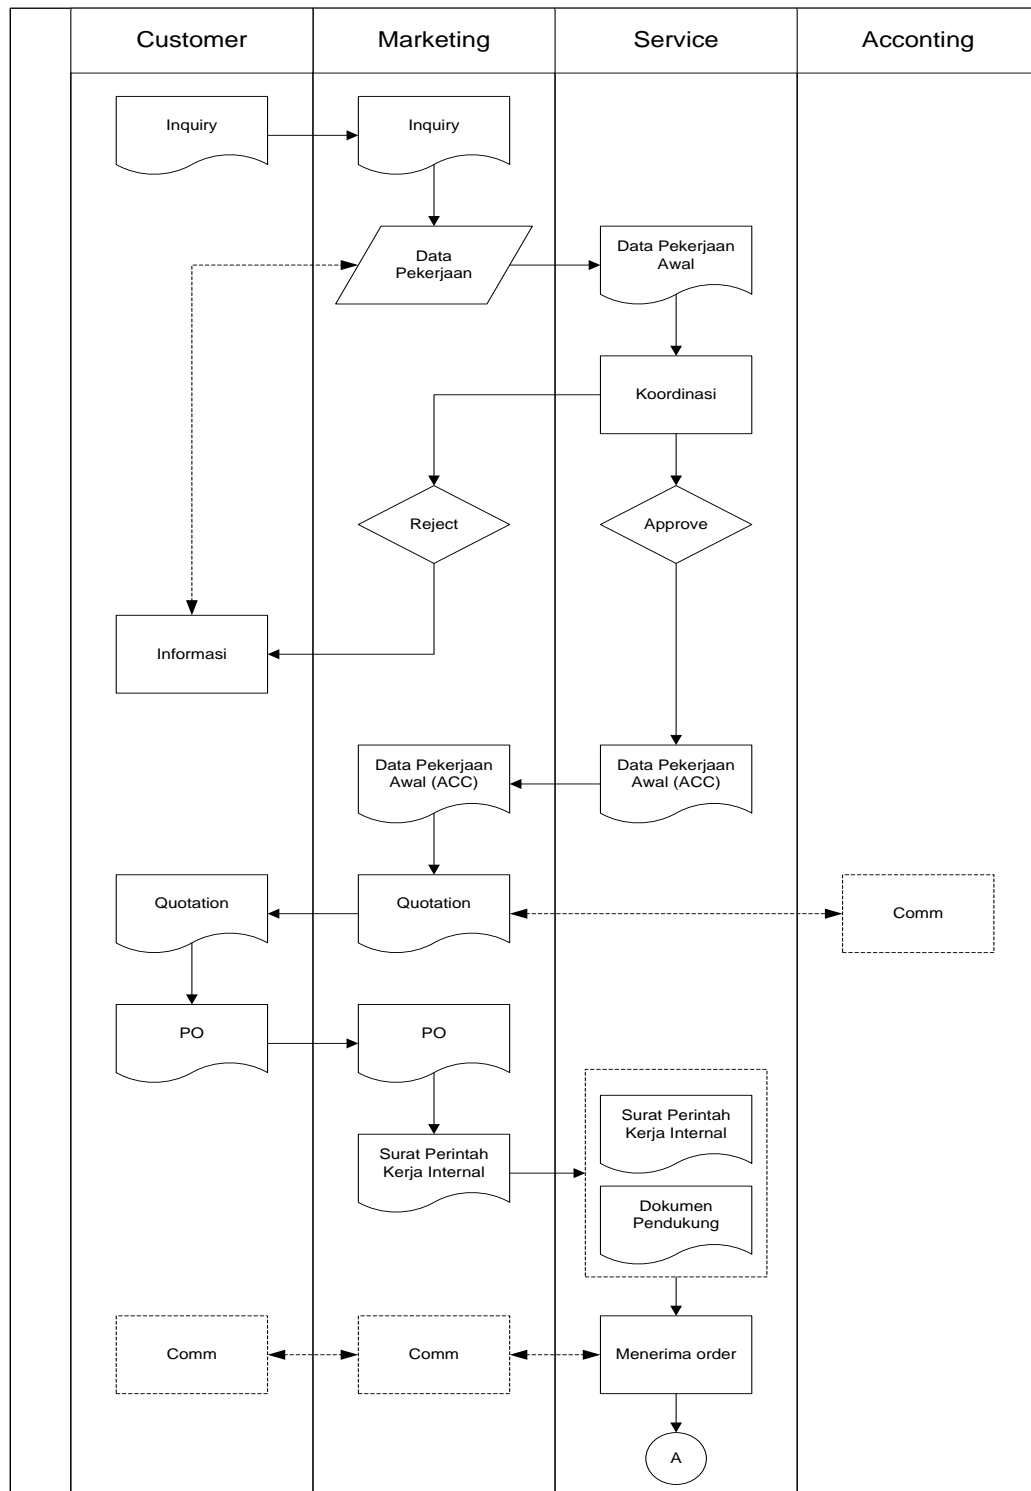 Customer
Marketing
Service
Acconting
Inquiry
Inquiry
Data
Pekerjaan
Data Pekerjaan
Awal
Koordinasi
Reject
Approve
Informasi
Data Pekerjaan
Awal (ACC)
Data Pekerjaan
Awal (ACC)
Quotation
Quotation
Comm
PO
PO
Surat Perintah
Kerja Internal
Surat Perintah
Kerja Internal
Dokumen
Pendukung
Comm
Comm
Menerima order
A